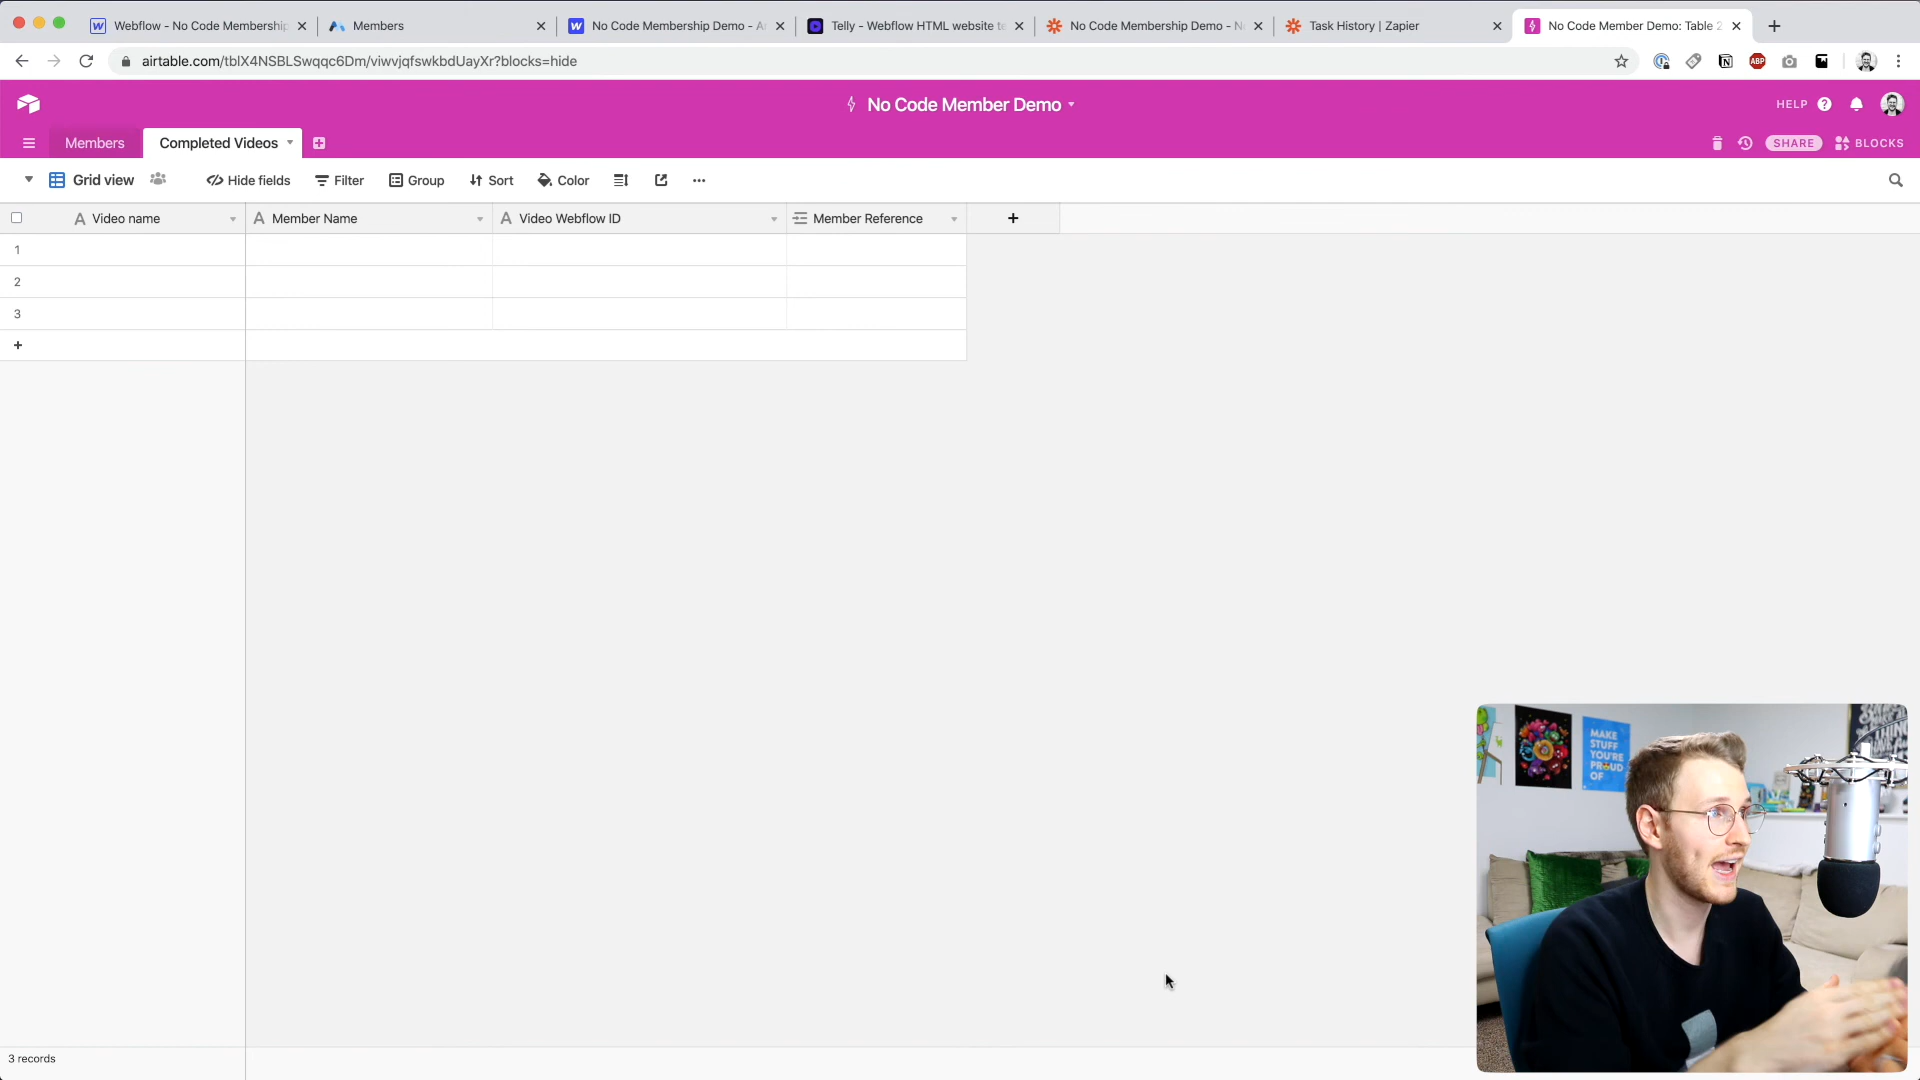 Webflow - No Code Membership
Members
No Code Membership Demo - A
Telly - Webflow HTML website te
No Code Membership Demo - N
Task History | Zapier
No Code Member Demo: Table 2
airtable.com/tblX4NSBLSwqqc6Dm/viwvjqfswkbdUayXr?blocks=hide
ABP
No Code Member Demo
HELP
Members
Completed Videos
SHARE
BLOCKS
Grid view
Hide fields
Filter
Group
Sort
Color
Video name
Member Name
Video Webflow ID
Member Reference
1
2
3
3 records
MAKE
STUFF
YOU'RE
PROUD
OF